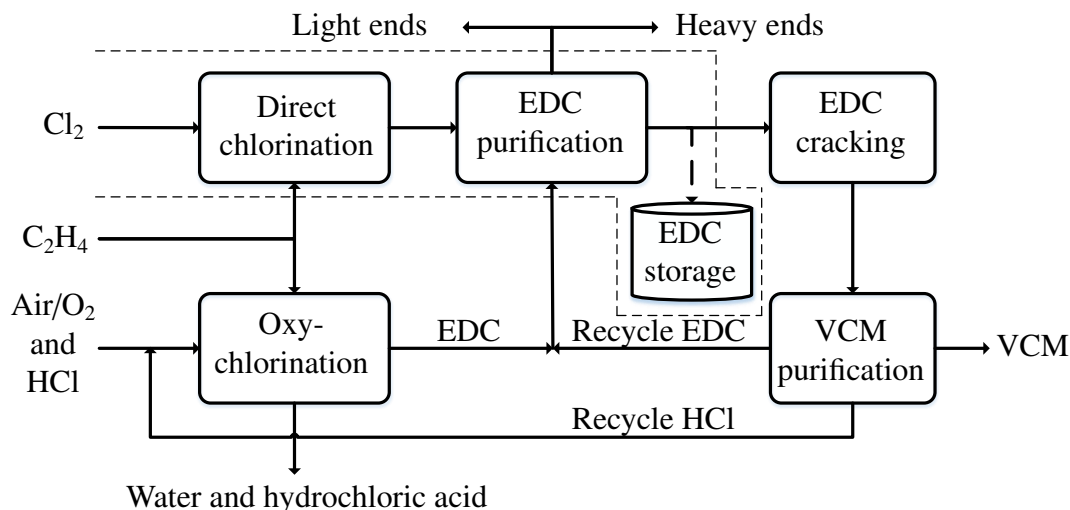 Light ends
Heavy ends
Cl₂
Direct
chlorination
EDC
purification
EDC
cracking
C₂H₄
EDC
storage
Air/O₂
and
HCl
Oxy-
chlorination
EDC
Recycle EDC
VCM
purification
VCM
Recycle HCl
Water and hydrochloric acid